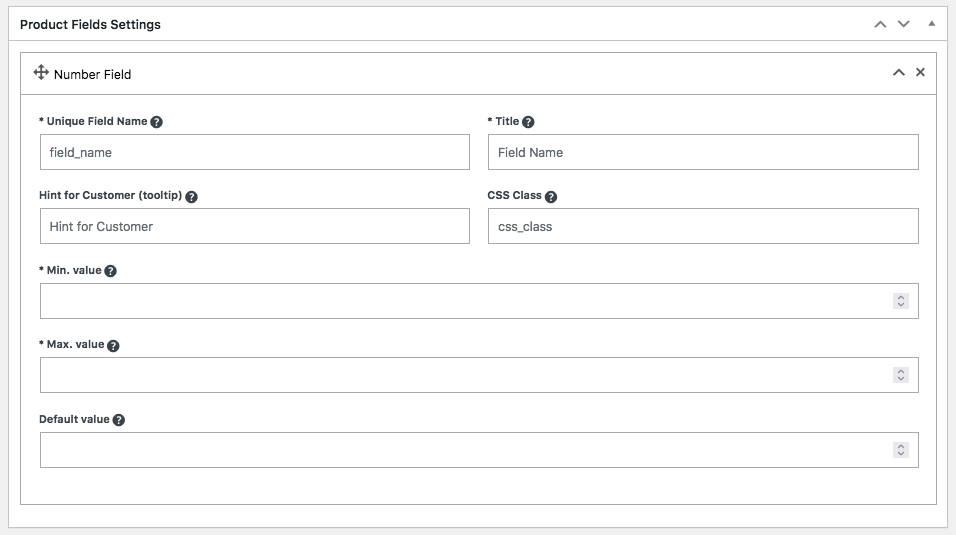 Product Fields Settings
Number Field
* Unique Field Name ?
* Title ?
field_name
Field Name
Hint for Customer (tooltip) ?
CSS Class ?
Hint for Customer
css_class
* Min. value ?
* Max. value ?
Default value ?